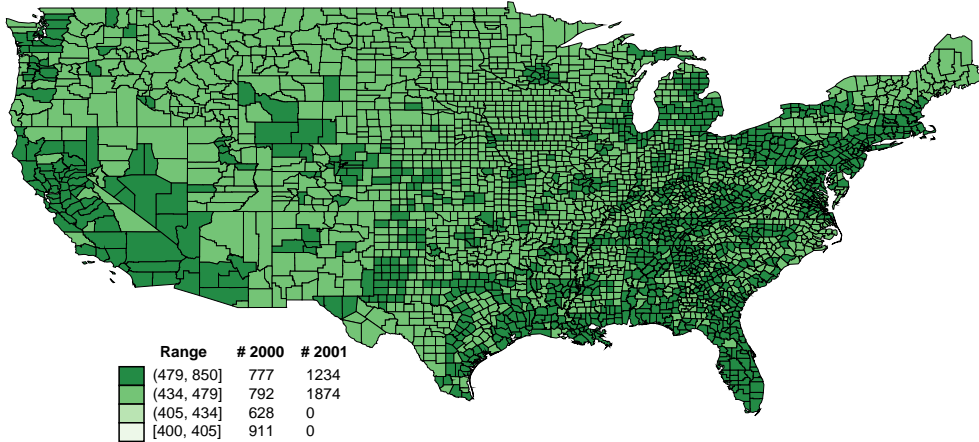 Range # 2000 # 2001
(479, 850] 777 1234
(434, 479] 792 1874
(405, 434] 628 0
[400, 405] 911 0